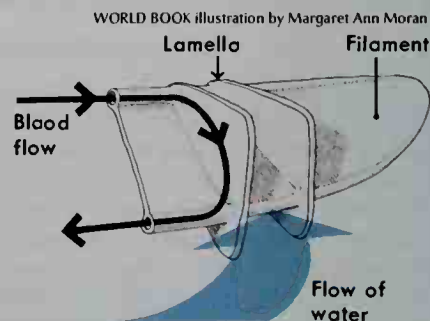 WORLD BOOK illustration by Margaret Ann Moran
Lamella
Filament
Blood
flow
Flow of
water